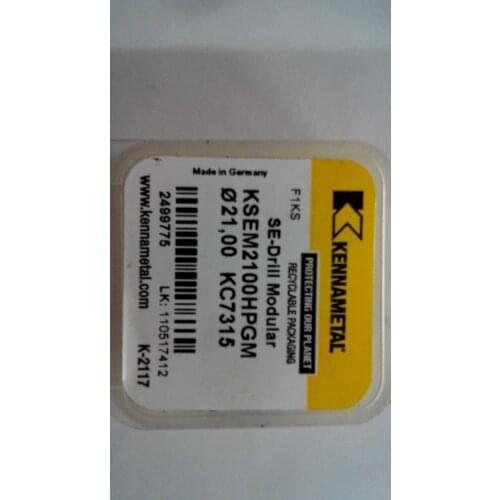 KENNAMETAL
PROTECTING OUR PLANET
RECYCLABLE PACKAGING
F1KS
SE-Drill Modular
KSEM2100HPGM
Ø21,00 KC7315
Made in Germany
2499775
LK: 110517412
www.kennametal.com
K-2117